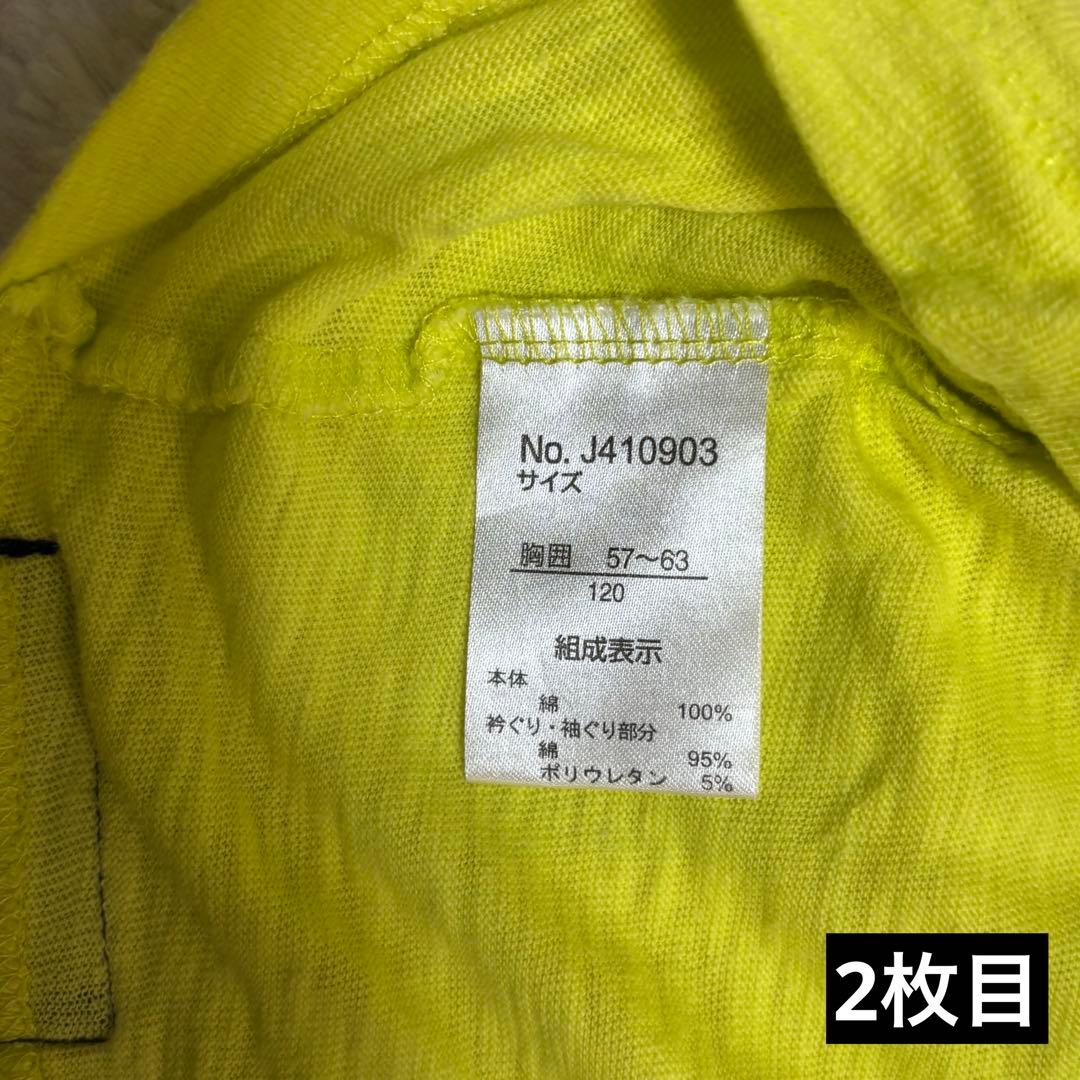 No. J410903
サイズ
胸囲 57～63
120
組成表示
本体
綿 100%
衿ぐり・袖ぐり部分
綿 95%
ポリウレタン 5%
2枚目